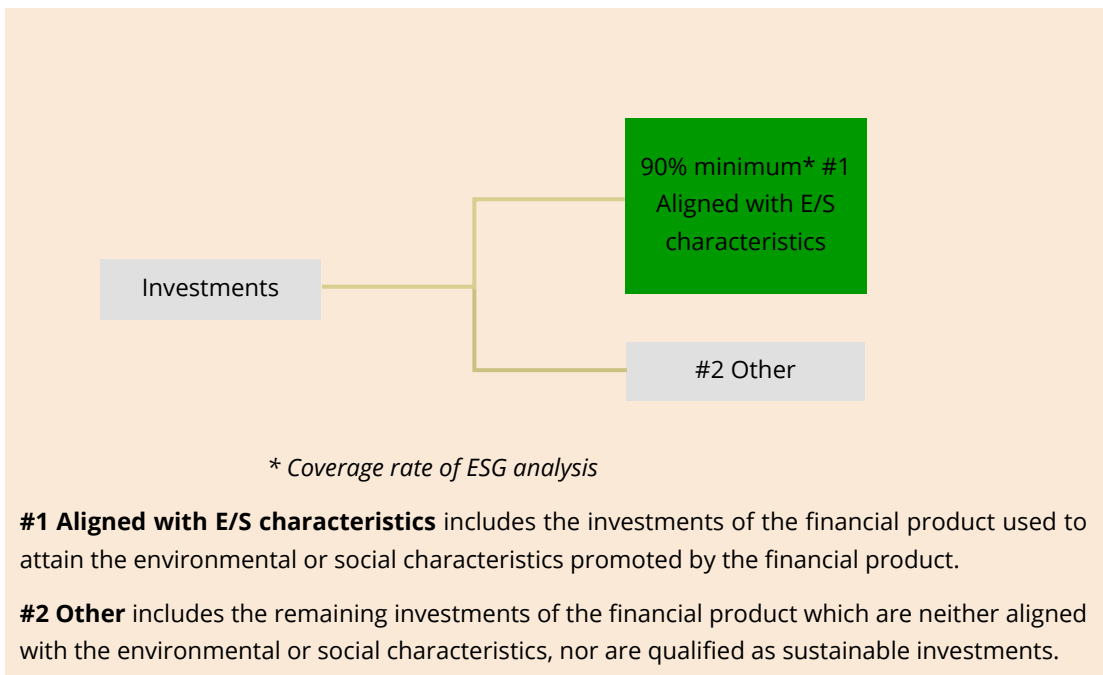 90% minimum* #1
Aligned with E/S
characteristics
Investments
#2 Other
* Coverage rate of ESG analysis
#1 Aligned with E/S characteristics includes the investments of the financial product used to
attain the environmental or social characteristics promoted by the financial product.
#2 Other includes the remaining investments of the financial product which are neither aligned
with the environmental or social characteristics, nor are qualified as sustainable investments.